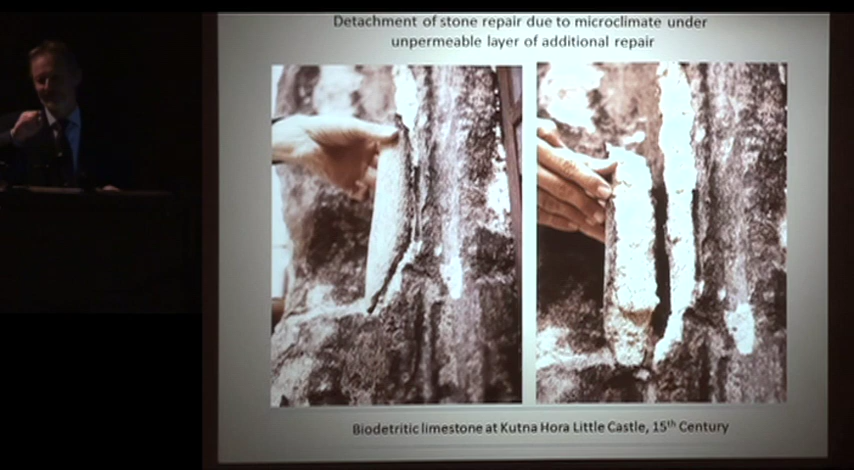 Detachment of stone repair due to microclimate under
unpermeable layer of additional repair
Biodetritic limestone at Kutna Hora Little Castle, 15th Century